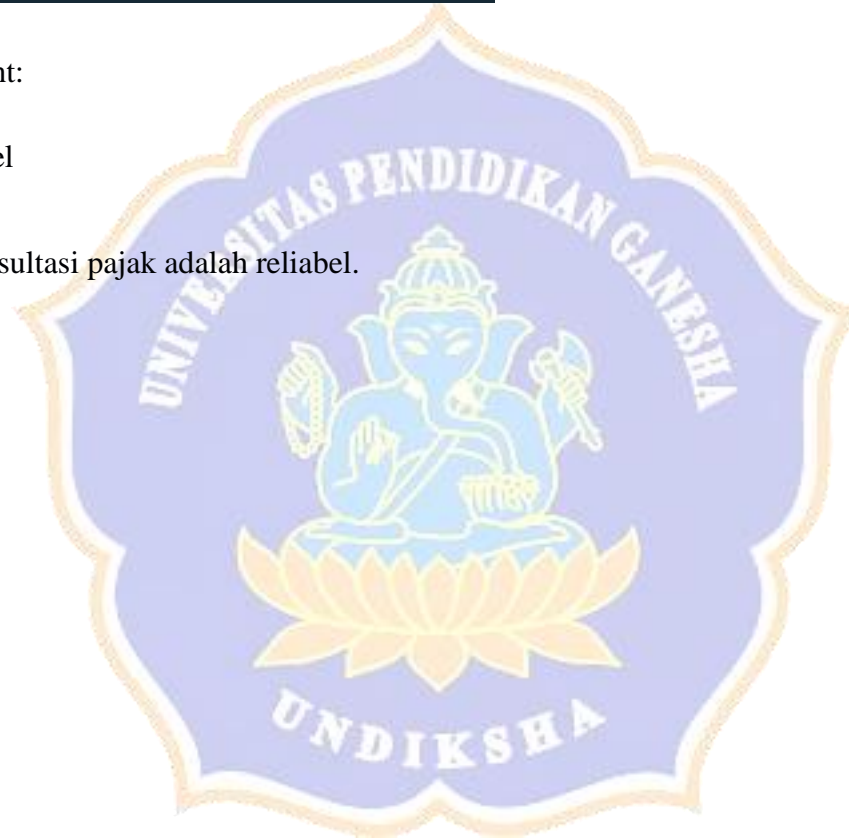 nt:
el
sultasi pajak adalah reliabel.
UNIVERSITAS PENDIDIKAN GANESHA
UNDIKSHA